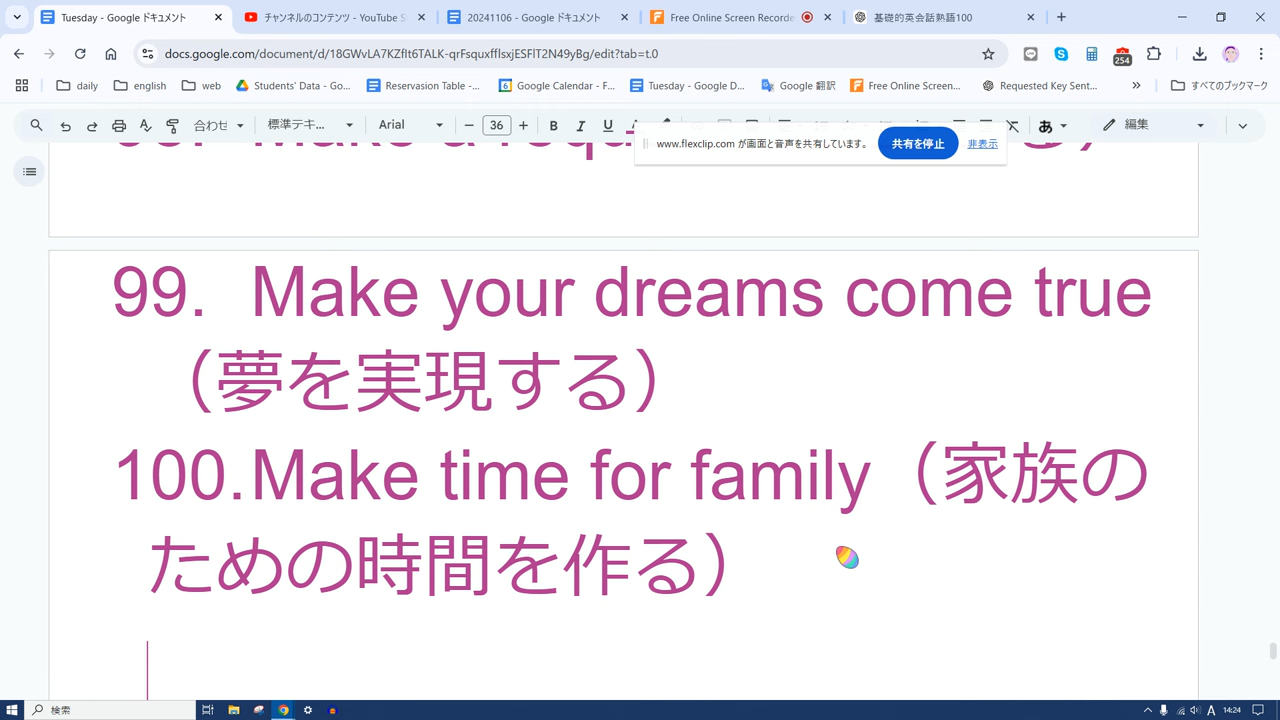 Tuesday - Google ドキュメント
チャンネルのコンテンツ - YouTube S
20241106 - Google ドキュメント
Free Online Screen Recorde
基礎的英会話熟語100
docs.google.com/document/d/18GWvLA7KZflt6TALK-qrFsquxfflsxjESFlT2N49yBg/edit?tab=t.0
254
daily
english
web
Students' Data - Go...
Reservasion Table -...
Google Calendar - F...
Tuesday - Google D...
Google 翻訳
Free Online Screen...
Requested Key Sent...
すべてのブックマーク
合わせ
標準テキ...
Arial
36
B
I
U
A
あ
編集
www.flexclip.com が画面と音声を共有しています。
共有を停止
非表示
99. Make your dreams come true
（夢を実現する）
100.Make time for family（家族の
ための時間を作る）
検索
A
14:24